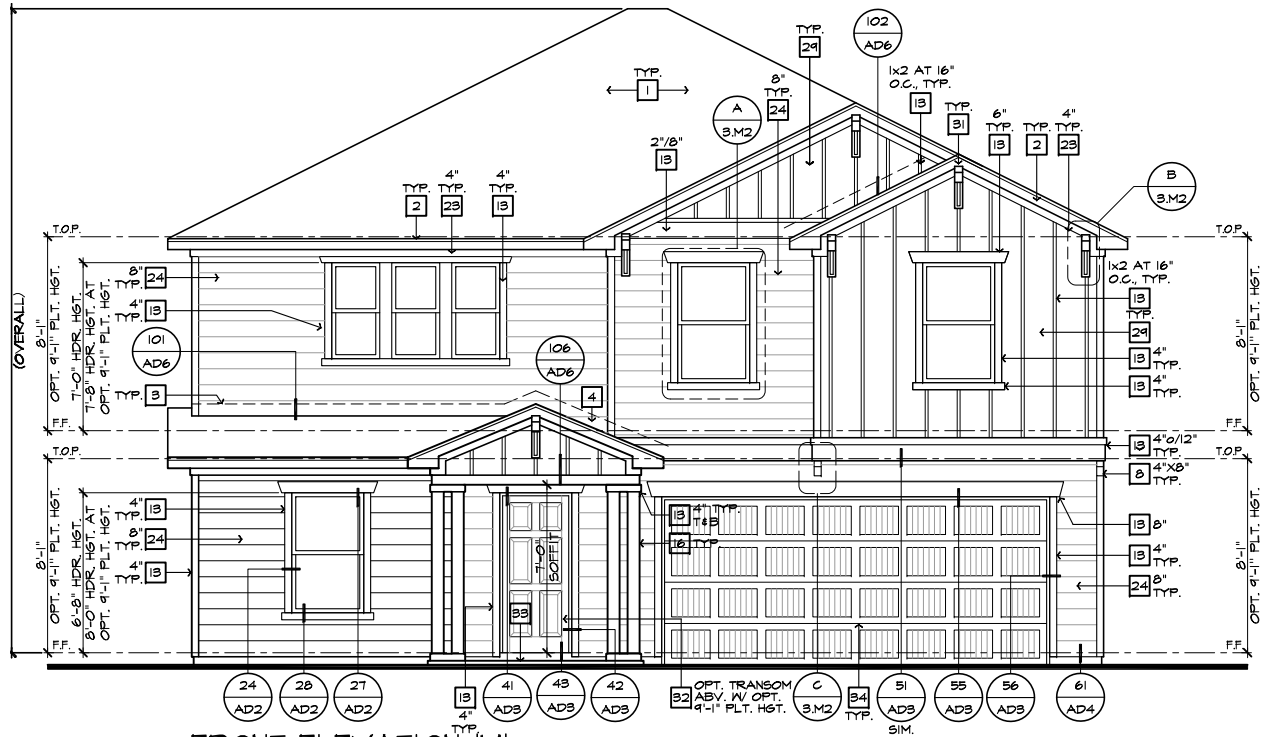 102
AD6
TYP.
29
1x2 AT 16"
O.C., TYP.
13
TYP.
1
8"
TYP.
24
A
3.M2
TYP.
31
6"
TYP.
13
TYP.
2
4"
TYP.
23
2"/8"
13
B
3.M2
TYP.
2
4"
TYP.
23
4"
TYP.
13
T.O.P.
T.O.P.
(OVERALL)
8'-1"
OPT. 9'-1" PLT. HGT.
7'-0" HDR. HGT.
7'-8" HDR. HGT. AT
OPT. 9'-1" PLT. HGT.
8"
TYP.
24
4"
TYP.
13
101
AD6
TYP.
3
106
AD6
4
1x2 AT 16"
O.C., TYP.
13
TYP.
29
13
4"
TYP.
13
4"
TYP.
8'-1"
OPT. 9'-1" PLT. HGT.
F.F.
F.F.
T.O.P.
T.O.P.
13
4"o/12"
TYP.
8
4"X8"
TYP.
8'-1"
OPT. 9'-1" PLT. HGT.
6'-8" HDR. HGT.
8'-0" HDR. HGT. AT
OPT. 9'-1" PLT. HGT.
4"
TYP.
13
8"
TYP.
24
4"
TYP.
13
13
4" TYP.
T&B
16
TYP.
7'-0"
SOFFIT
33
13
8"
13
4"
TYP.
24
8"
TYP.
8'-1"
OPT. 9'-1" PLT. HGT.
F.F.
F.F.
24
AD2
28
AD2
27
AD2
13
4"
TYP.
41
AD3
43
AD3
42
AD3
32
OPT. TRANSOM
ABV. W/ OPT.
9'-1" PLT. HGT.
C
3.M2
34
TYP.
51
AD3
SIM.
55
AD3
56
AD3
61
AD4